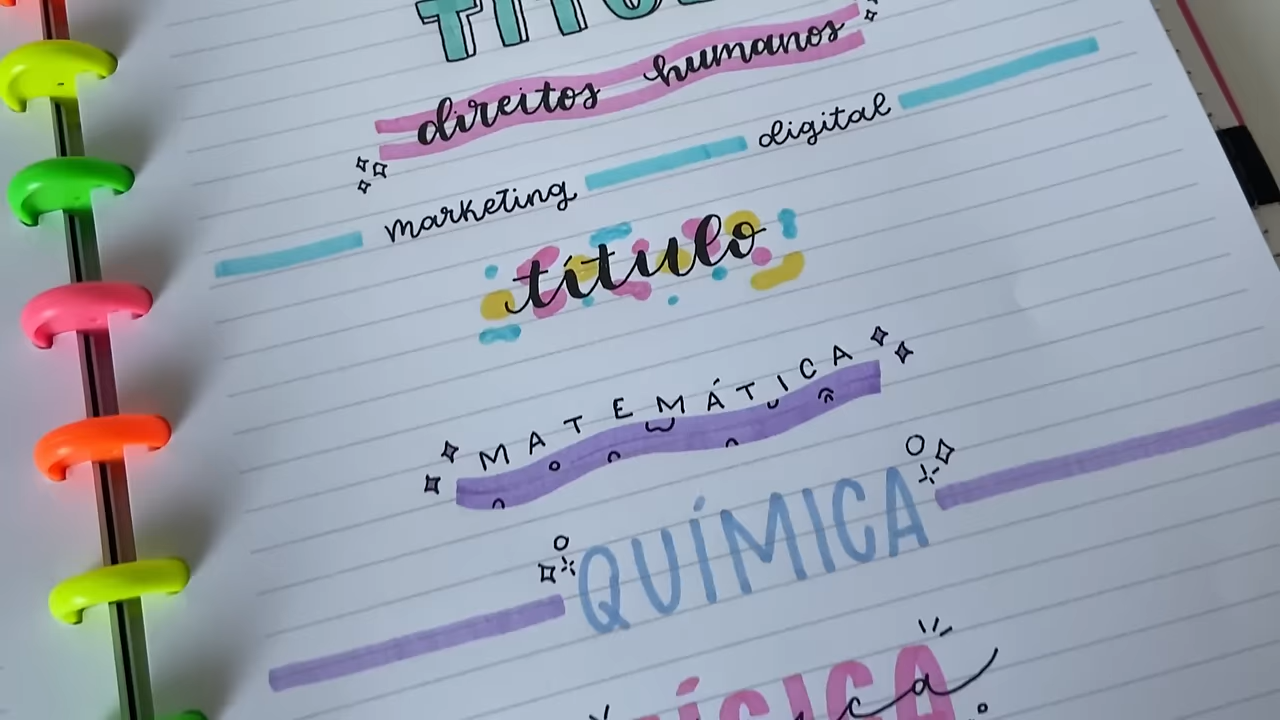 direitos humanos
marketing digital
título
MATEMÁTICA
QUÍMICA